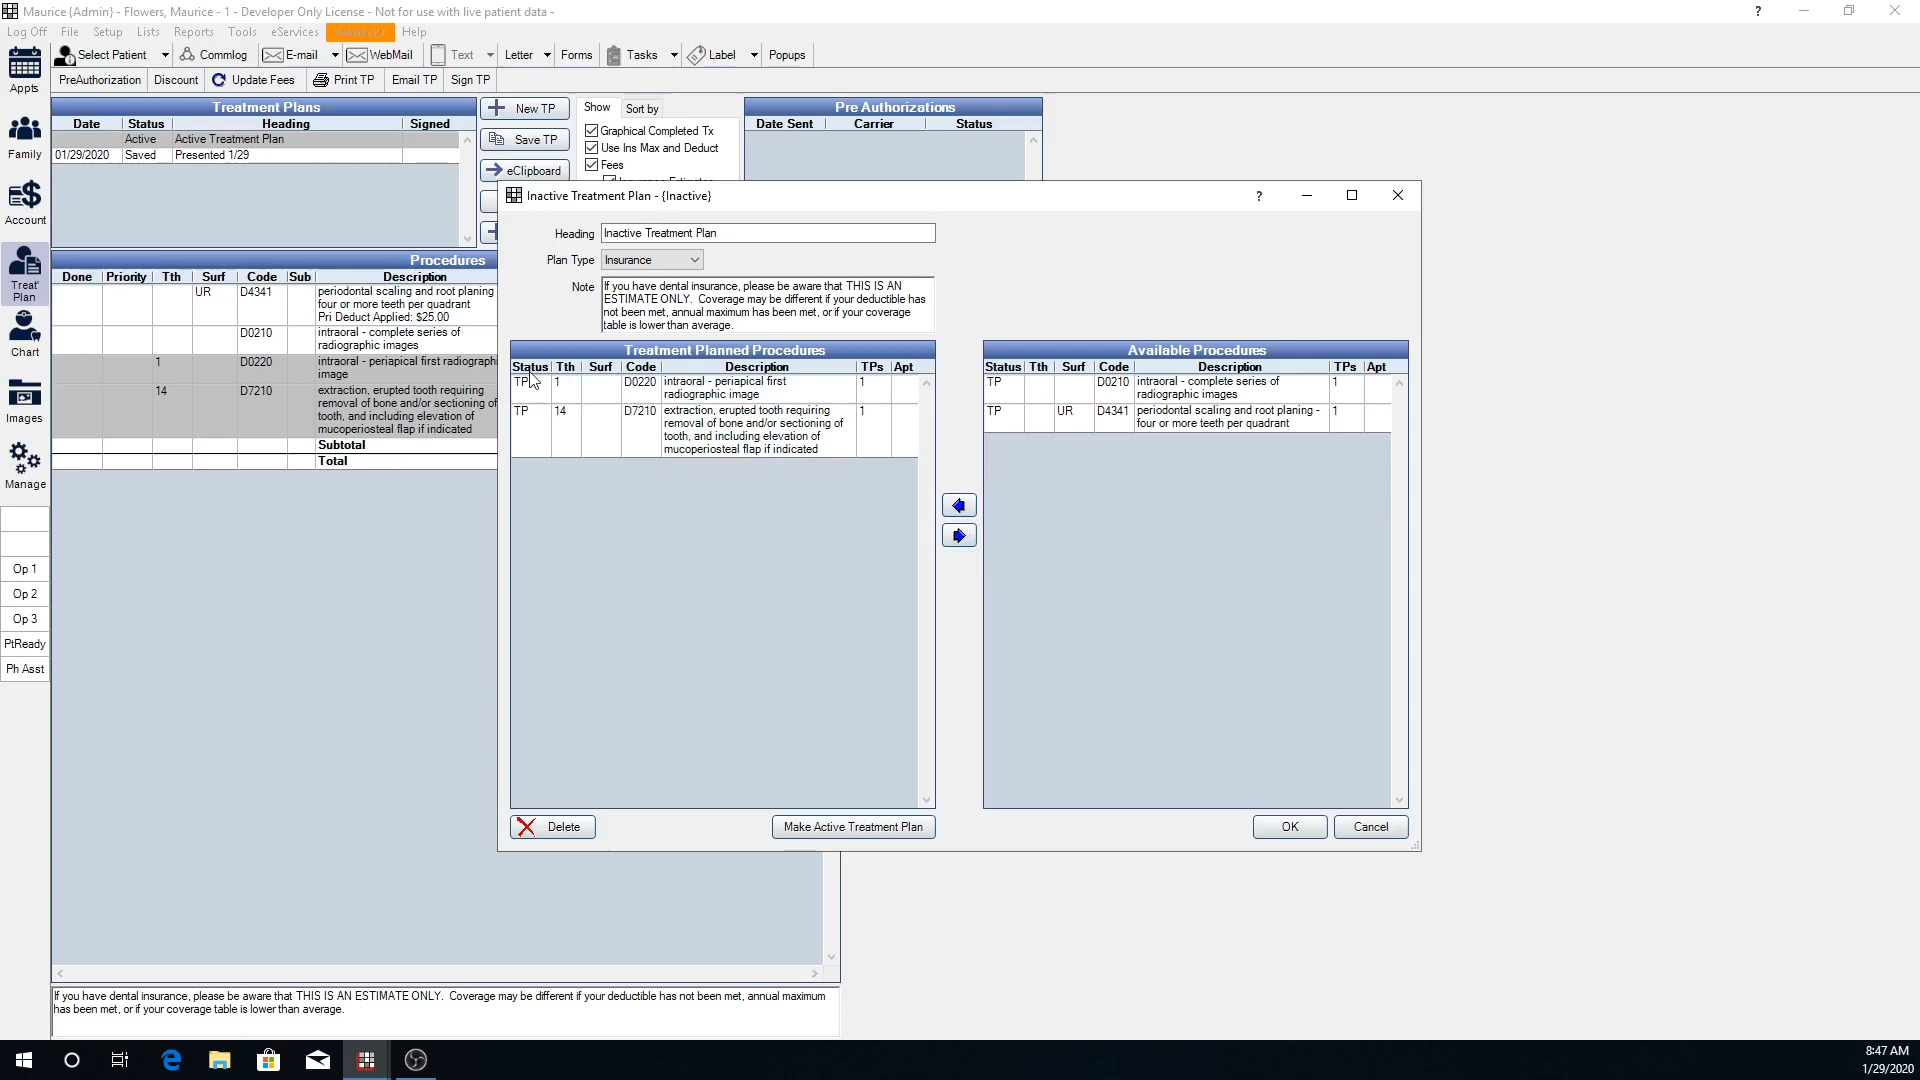 Maurice {Admin} - Flowers, Maurice - 1 - Developer Only License - Not for use with live patient data -
?
Log Off File Setup Lists Reports Tools eServices Help
Select Patient Commlog E-mail WebMail Text Letter Forms Tasks Label Popups
PreAuthorization Discount Update Fees Print TP Email TP Sign TP
Appts
Family
Account
Treat'
Plan
Chart
Images
Manage
Op 1
Op 2
Op 3
PtReady
Ph Asst
Treatment Plans
Date Status Heading Signed
Active Active Treatment Plan
01/29/2020 Saved Presented 1/29
New TP
Save TP
eClipboard
Show Sort by
Graphical Completed Tx
Use Ins Max and Deduct
Fees
Pre Authorizations
Date Sent Carrier Status
Procedures
Done Priority Tth Surf Code Sub Description
UR D4341 periodontal scaling and root planing
four or more teeth per quadrant
Pri Deduct Applied: $25.00
D0210 intraoral - complete series of
radiographic images
1 D0220 intraoral - periapical first radiographi
image
14 D7210 extraction, erupted tooth requiring
removal of bone and/or sectioning of
tooth, and including elevation of
mucoperiosteal flap if indicated
Subtotal
Total
Inactive Treatment Plan - {Inactive}
?
Heading Inactive Treatment Plan
Plan Type Insurance
Note If you have dental insurance, please be aware that THIS IS AN
ESTIMATE ONLY. Coverage may be different if your deductible has
not been met, annual maximum has been met, or if your coverage
table is lower than average.
Treatment Planned Procedures
Status Tth Surf Code Description TPs Apt
TP 1 D0220 intraoral - periapical first 1
radiographic image
TP 14 D7210 extraction, erupted tooth requiring 1
removal of bone and/or sectioning of
tooth, and including elevation of
mucoperiosteal flap if indicated
Available Procedures
Status Tth Surf Code Description TPs Apt
TP D0210 intraoral - complete series of 1
radiographic images
TP UR D4341 periodontal scaling and root planing - 1
four or more teeth per quadrant
Delete Make Active Treatment Plan OK Cancel
If you have dental insurance, please be aware that THIS IS AN ESTIMATE ONLY. Coverage may be different if your deductible has not been met, annual maximum
has been met, or if your coverage table is lower than average.
8:47 AM
1/29/2020